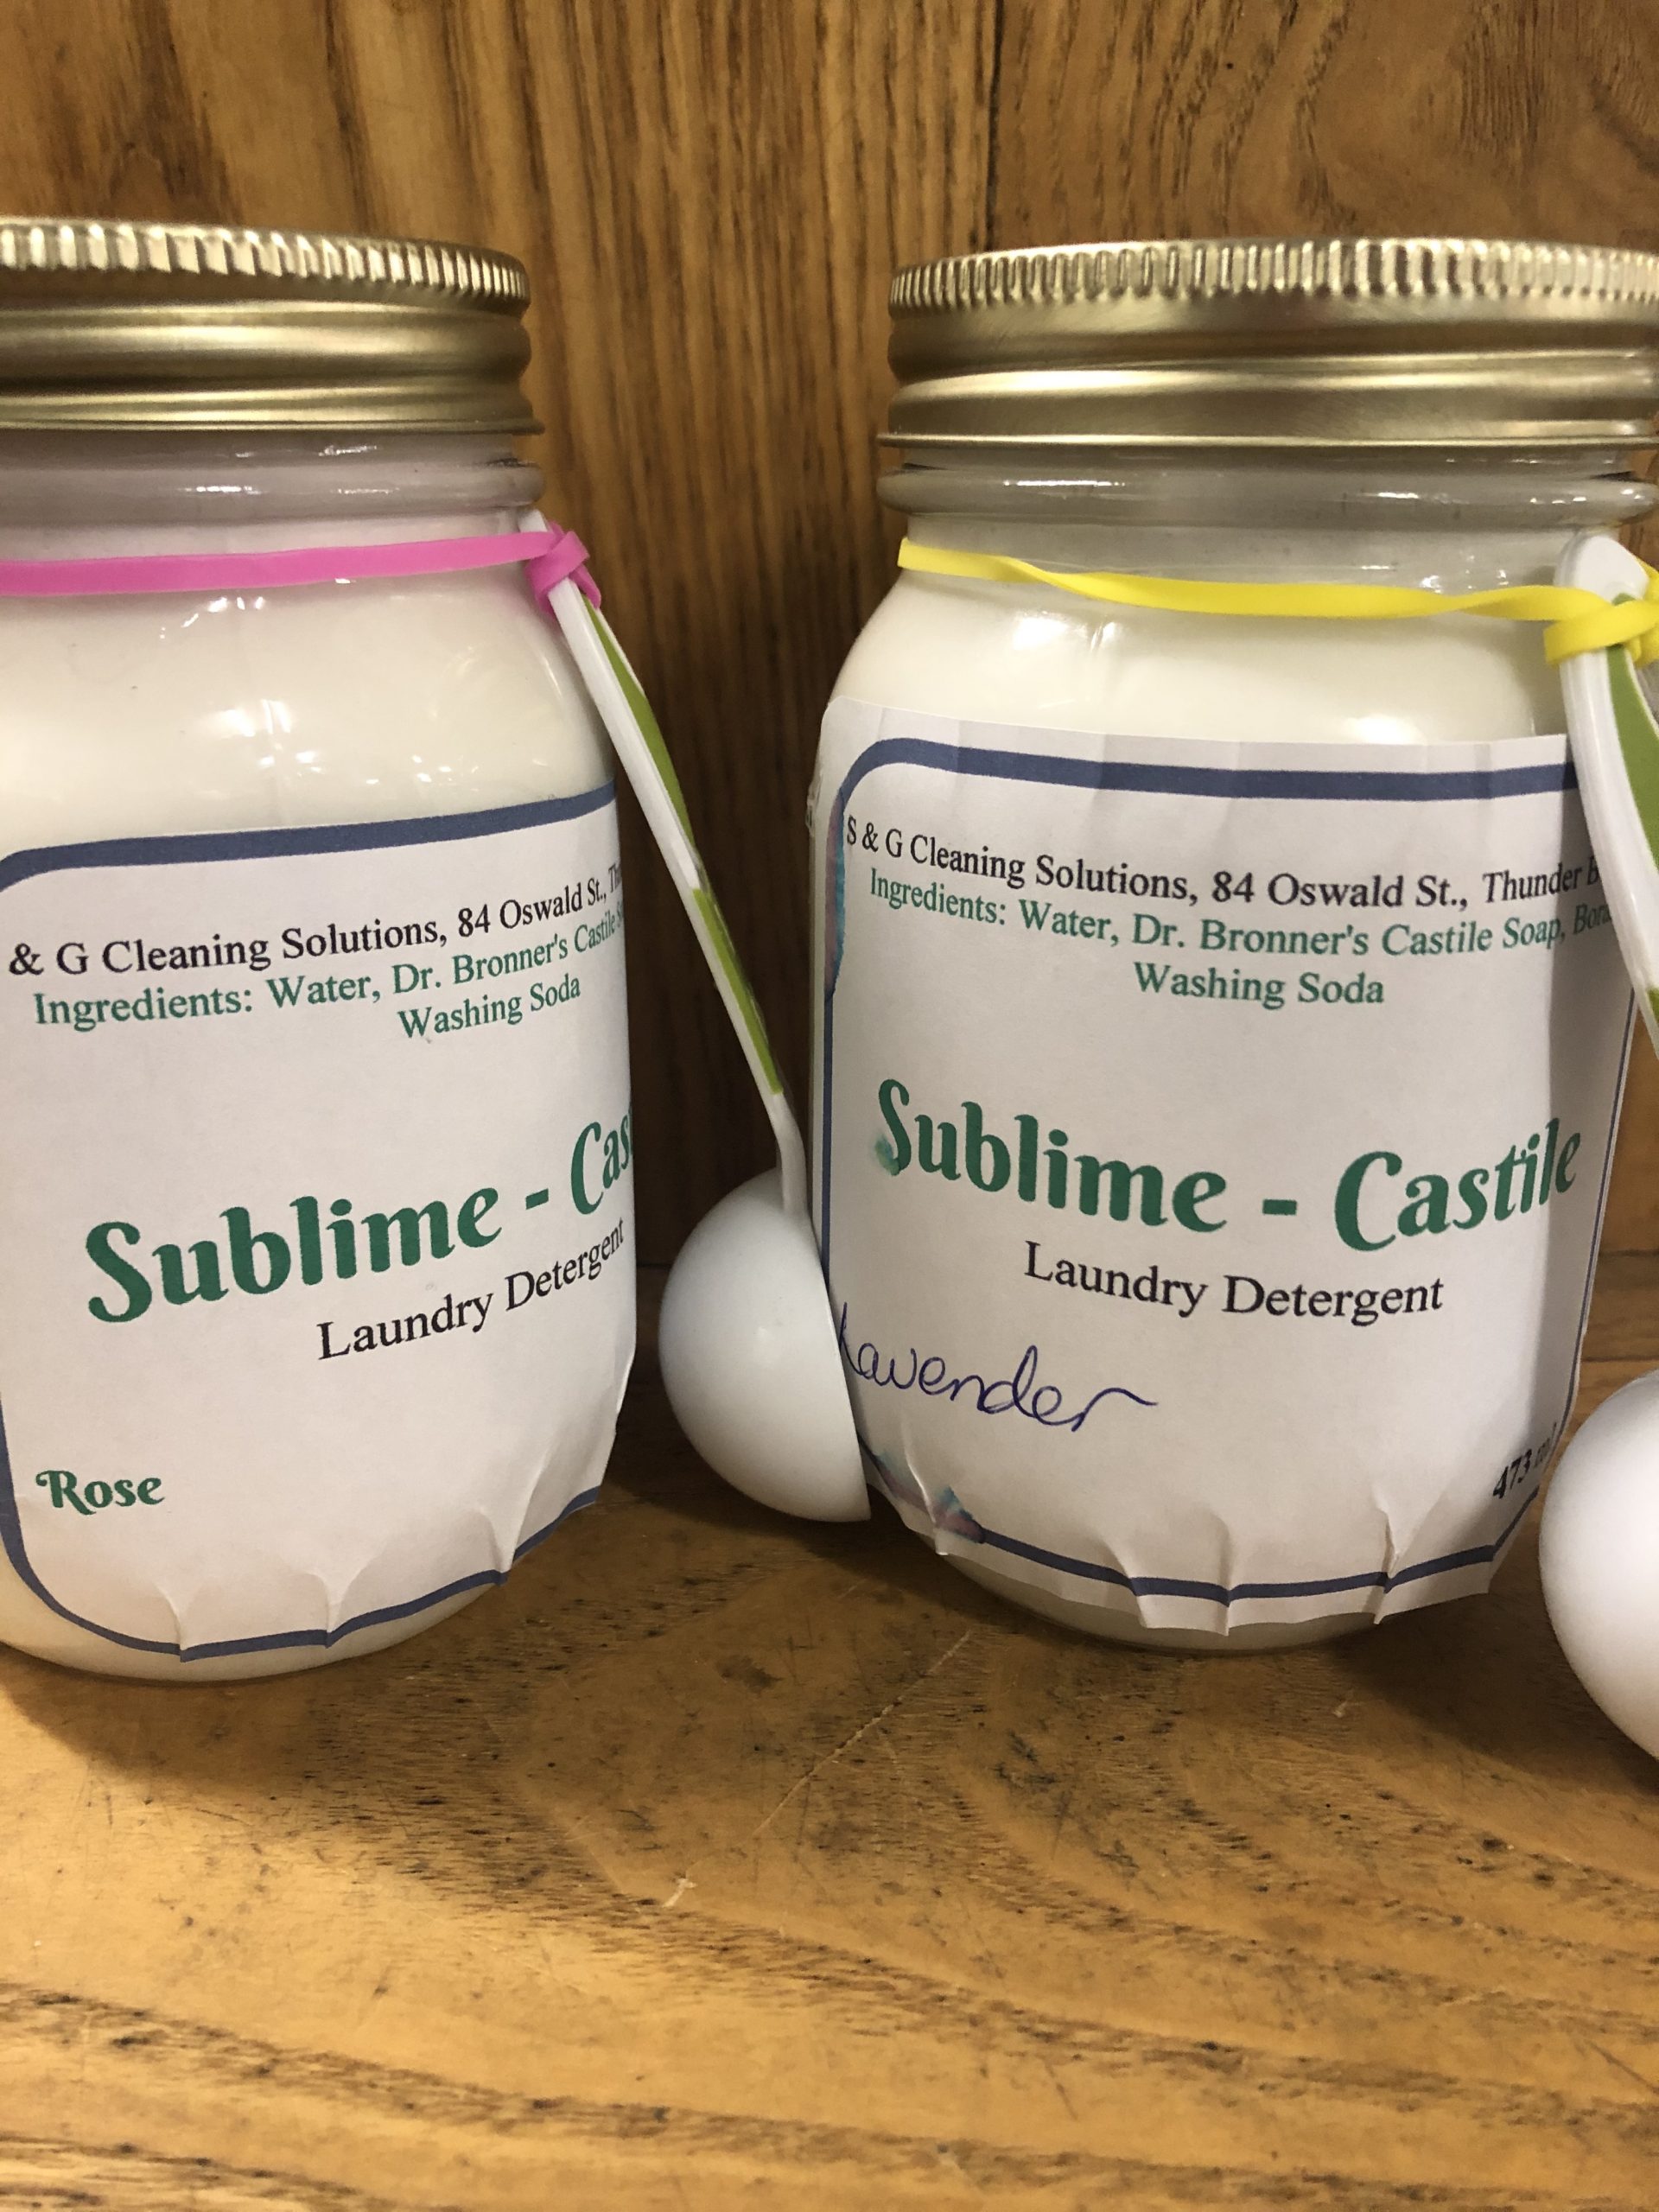 & G Cleaning Solutions, 84 Oswald St.,
Ingredients: Water, Dr. Bronner's Castile
Washing Soda
Sublime - Cas
Laundry Detergent
Rose
S & G Cleaning Solutions, 84 Oswald St., Thunder B
Ingredients: Water, Dr. Bronner's Castile Soap,
Washing Soda
Sublime - Castile
Laundry Detergent
Lavender
473